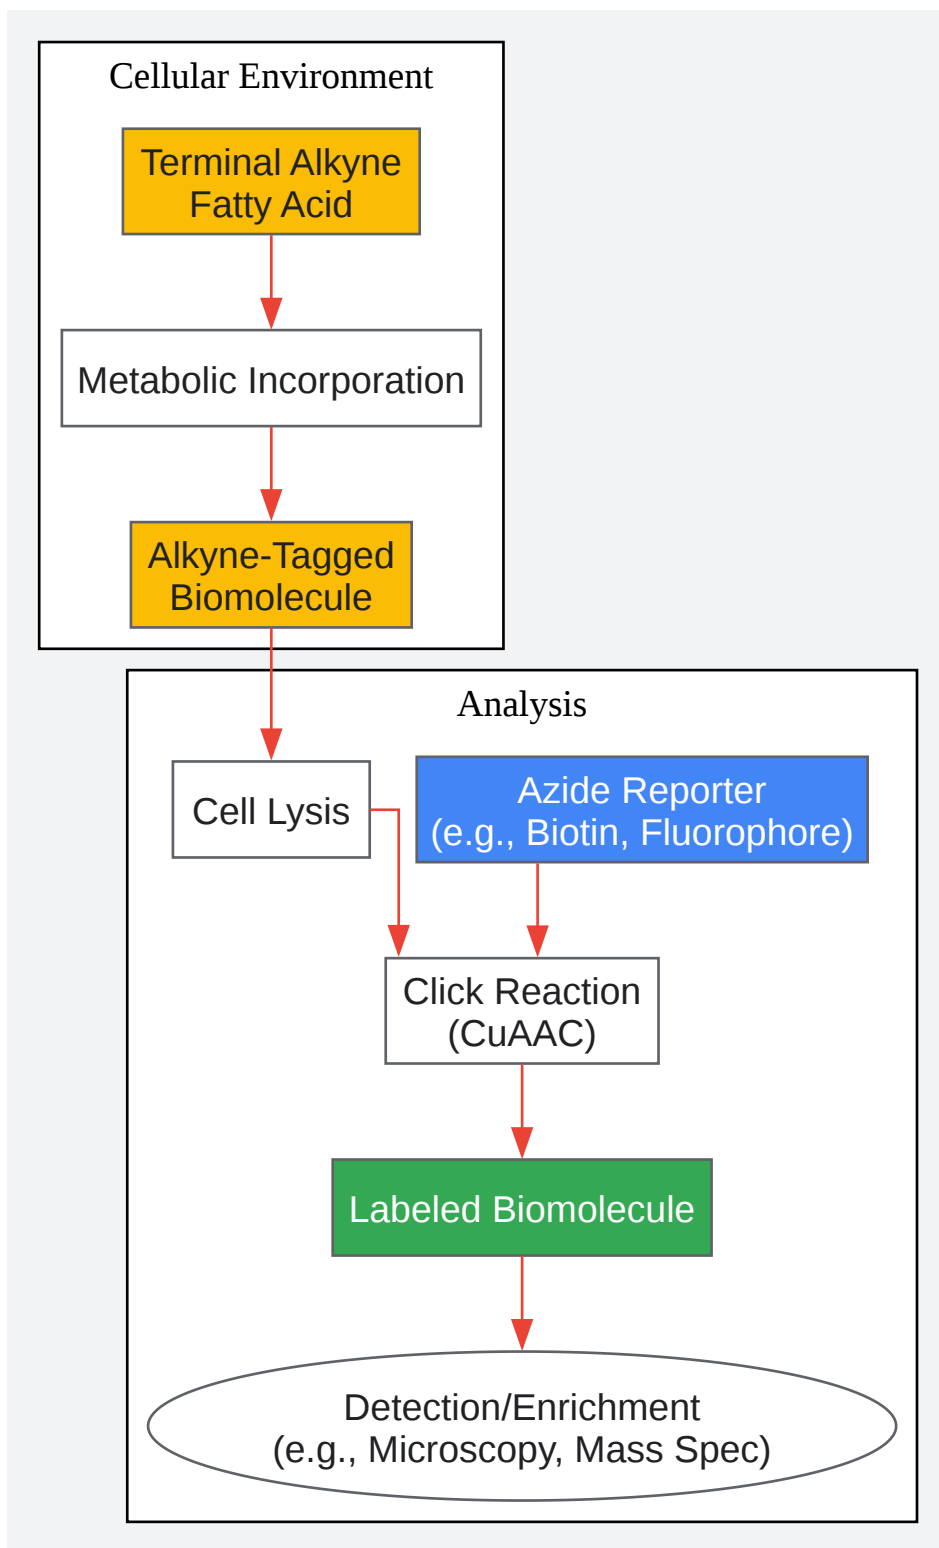 Cellular Environment
Terminal Alkyne
Fatty Acid
Metabolic Incorporation
Alkyne-Tagged
Biomolecule
Analysis
Cell Lysis
Azide Reporter
(e.g., Biotin, Fluorophore)
Click Reaction
(CuAAC)
Labeled Biomolecule
Detection/Enrichment
(e.g., Microscopy, Mass Spec)